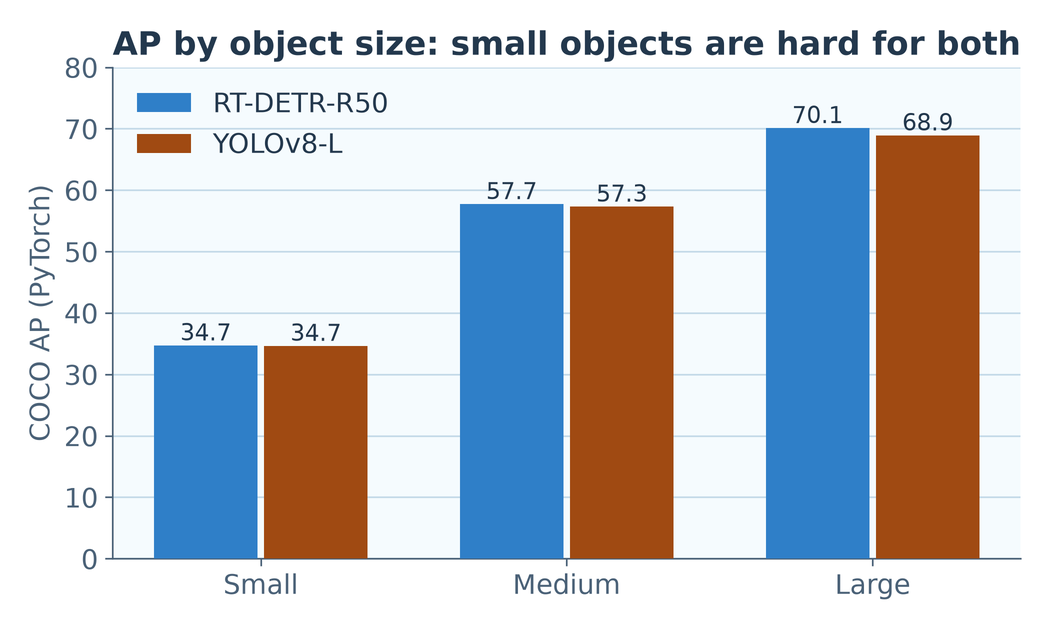 AP by object size: small objects are hard for both
RT-DETR-R50
YOLOv8-L
COCO AP (PyTorch)
80
70
60
50
40
30
20
10
0
34.7
34.7
57.7
57.3
70.1
68.9
Small
Medium
Large